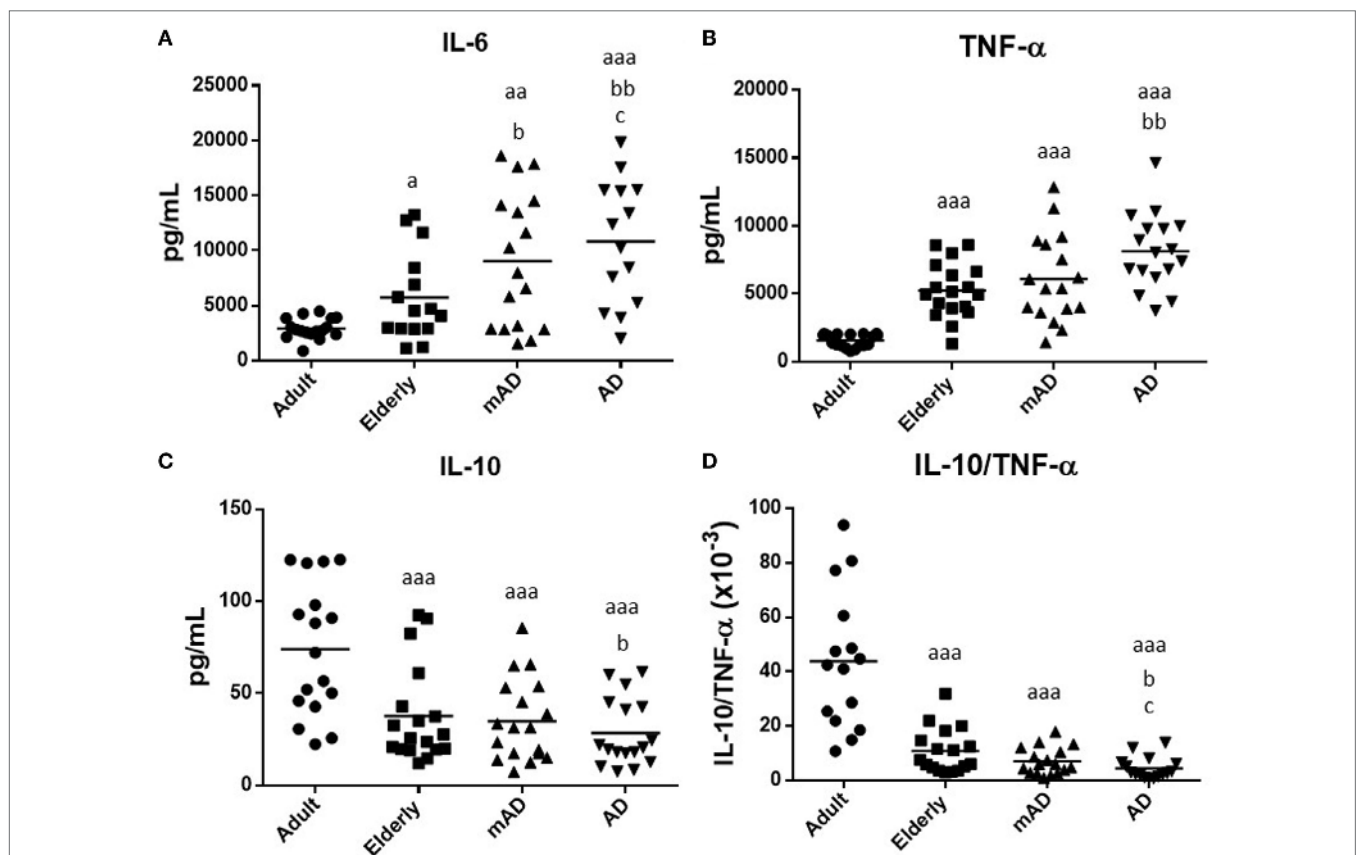 A
IL-6
aaa
aa
bb
b
c
a
25000
20000
15000
10000
5000
0
pg/mL
Adult
Elderly
mAD
AD
B
TNF-α
aaa
bb
aaa
aaa
20000
15000
10000
5000
0
pg/mL
Adult
Elderly
mAD
AD
C
IL-10
aaa
aaa
aaa
b
150
100
50
0
pg/mL
Adult
Elderly
mAD
AD
D
IL-10/TNF-α
aaa
aaa
aaa
b
c
100
80
60
40
20
0
IL-10/TNF-α (x10⁻³)
Adult
Elderly
mAD
AD